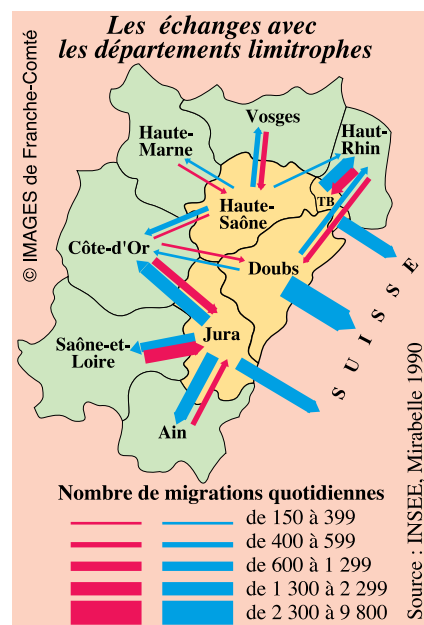 Les échanges avec
les départements limitrophes
© IMAGES de Franche-Comté
Vosges
Haute-
Marne
Haut-
Rhin
TB
Haute-
Saône
Côte-d'Or
Doubs
SUISSE
Jura
Saône-et-
Loire
Ain
Nombre de migrations quotidiennes
de 150 à 399
de 400 à 599
de 600 à 1 299
de 1 300 à 2 299
de 2 300 à 9 800
Source : INSEE, Mirabelle 1990